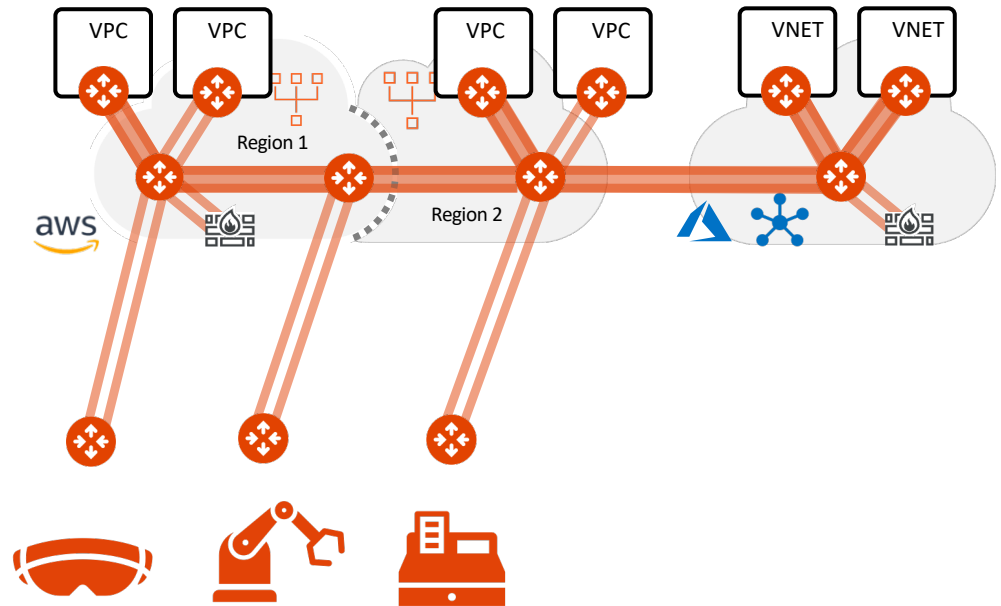 VPC
VPC
VPC
VPC
VNET
VNET
Region 1
Region 2
aws